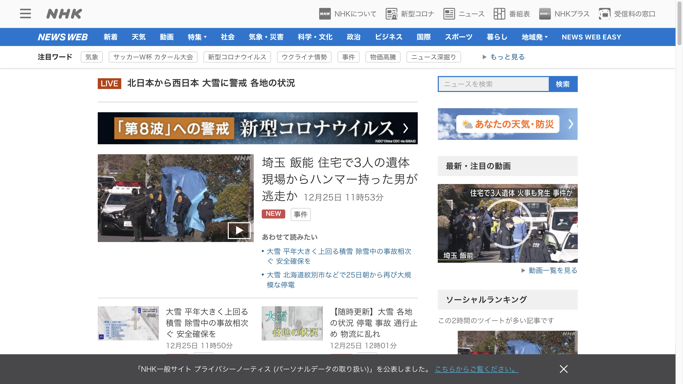 NHK
NHKについて
新型コロナ
ニュース
番組表
NHKプラス
受信料の窓口
NEWS WEB
新着
天気
動画
特集
社会
気象・災害
科学・文化
政治
ビジネス
国際
スポーツ
暮らし
地域発
NEWS WEB EASY
注目ワード
気象
サッカーW杯 カタール大会
新型コロナウイルス
ウクライナ情勢
事件
物価高騰
ニュース深掘り
もっと見る
LIVE 北日本から西日本 大雪に警戒 各地の状況
ニュースを検索
検索
「第8波」への警戒 新型コロナウイルス
あなたの天気・防災
NHK
埼玉 飯能 住宅で3人の遺体
現場からハンマー持った男が
逃走か 12月25日 11時53分
NEW 事件
あわせて読みたい
大雪 平年大きく上回る積雪 除雪中の事故相次
ぐ 安全確保を
大雪 北海道紋別市などで25日朝から再び大規
模な停電
最新・注目の動画
住宅で3人遺体 火事も発生 事件か
埼玉 飯能
動画一覧を見る
ソーシャルランキング
この2時間のツイートが多い記事です
大雪 平年大きく上回る
積雪 除雪中の事故相次
ぐ 安全確保を
12月25日 11時50分
大雪
各地の状況
【随時更新】大雪 各地
の状況 停電 事故 通行止
め 物流に乱れ
12月25日 12時01分
「NHK一般サイト プライバシーノーティス (パーソナルデータの取り扱い)」を公表しました。 こちらからご覧ください。